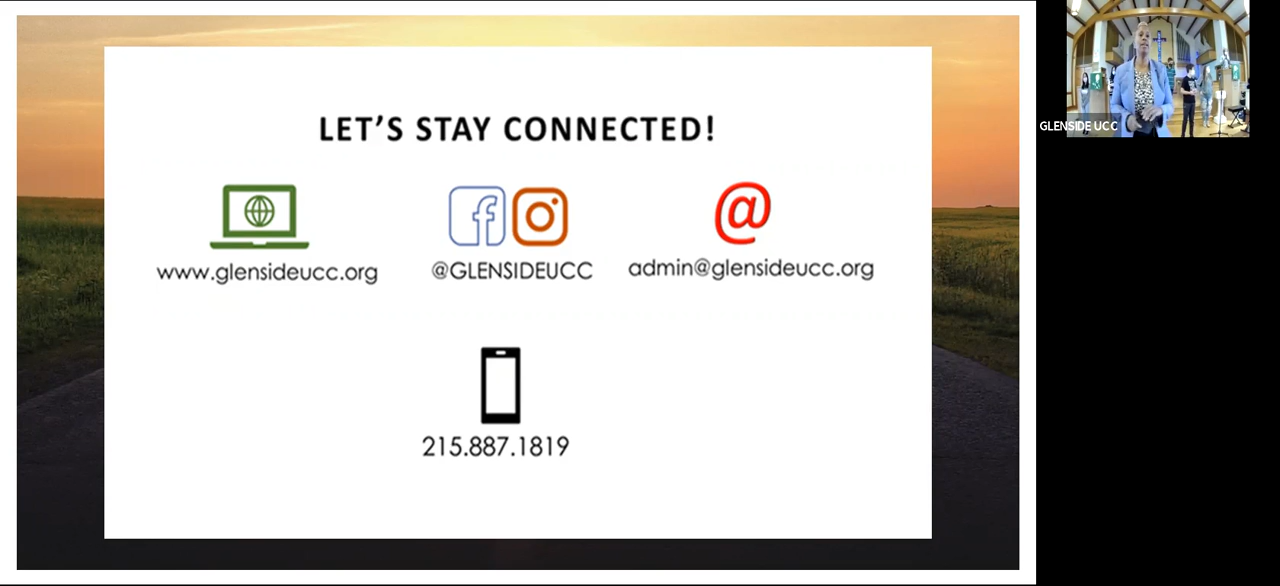 LET'S STAY CONNECTED!
www.glensideucc.org
@GLENSIDEUCC
@
admin@glensideucc.org
215.887.1819
GLENSIDE UCC